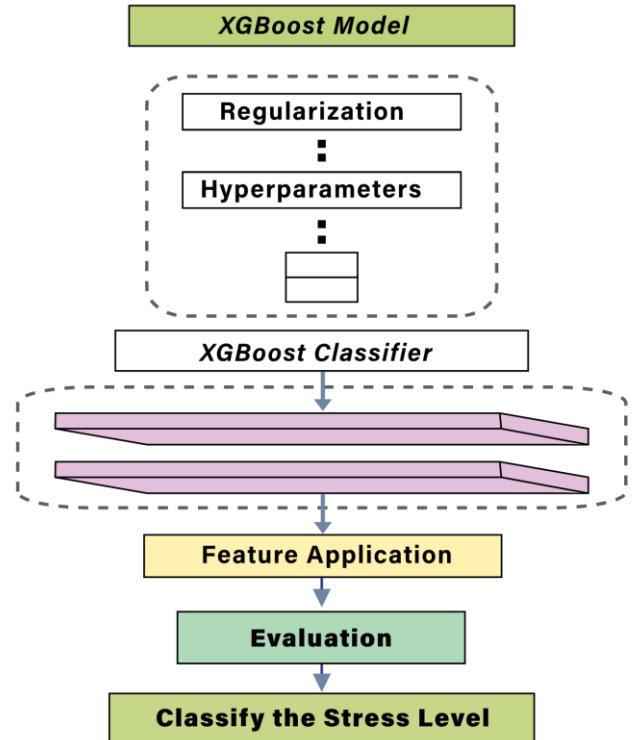 XGBoost Model
Regularization
Hyperparameters
XGBoost Classifier
Feature Application
Evaluation
Classify the Stress Level